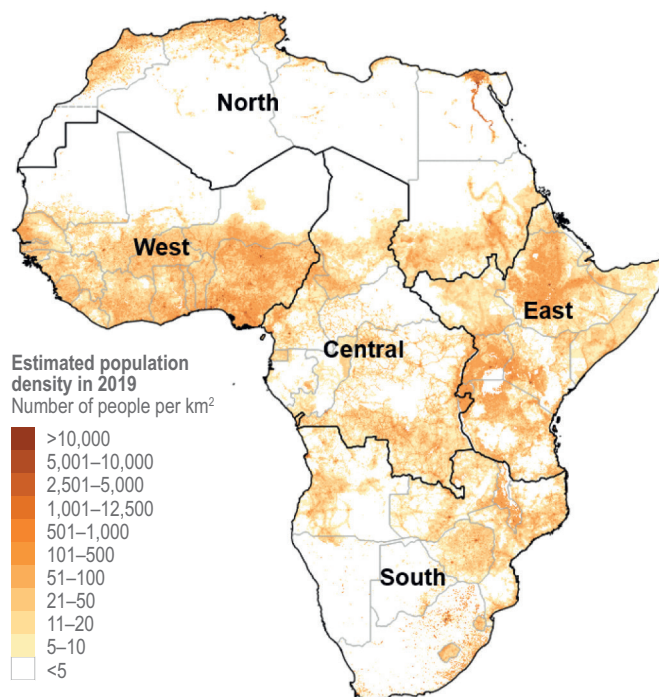 North
West
East
Central
South
Estimated population
density in 2019
Number of people per km²
>10,000
5,001–10,000
2,501–5,000
1,001–12,500
501–1,000
101–500
51–100
21–50
11–20
5–10
<5